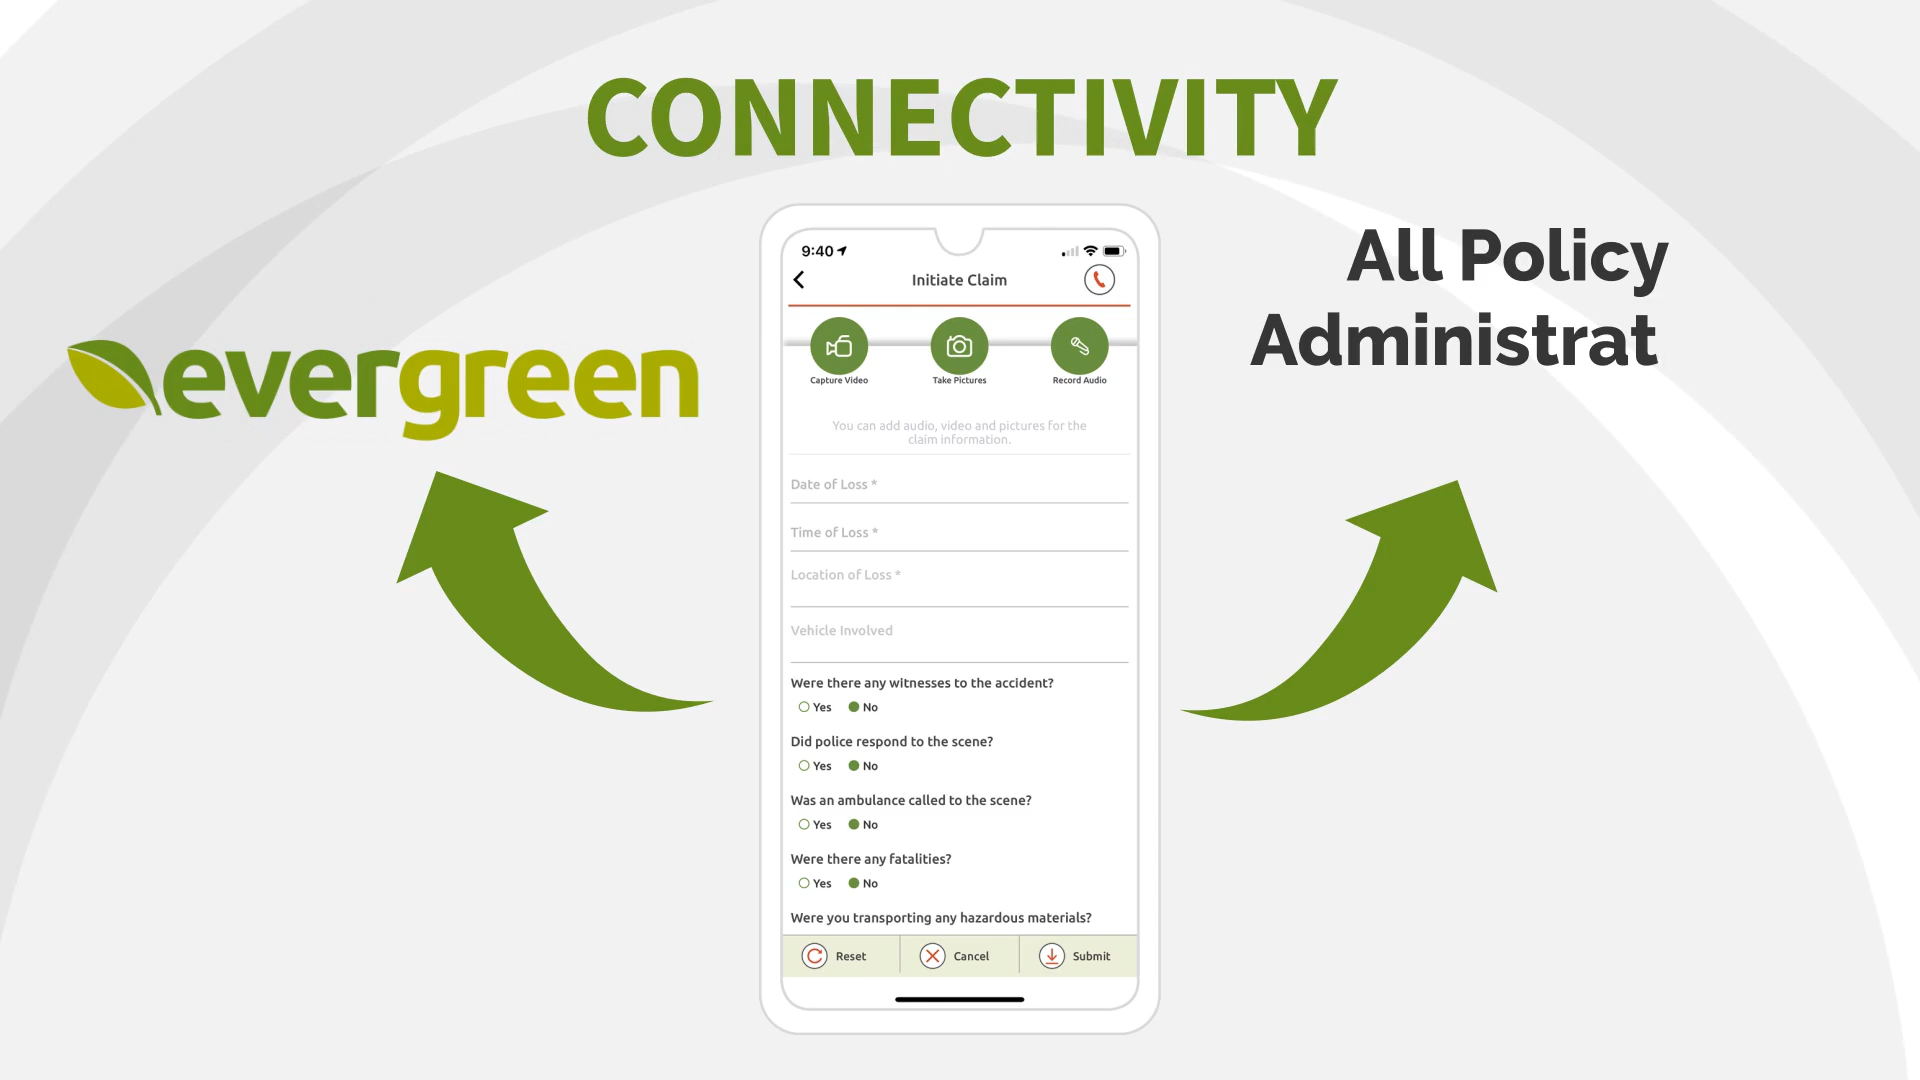 CONNECTIVITY
evergreen
All Policy
Administrat
9:40
Initiate Claim
Capture Video
Take Pictures
Record Audio
You can add audio, video and pictures for the
claim information.
Date of Loss *
Time of Loss *
Location of Loss *
Vehicle Involved
Were there any witnesses to the accident?
Yes No
Did police respond to the scene?
Yes No
Was an ambulance called to the scene?
Yes No
Were there any fatalities?
Yes No
Were you transporting any hazardous materials?
Reset Cancel Submit